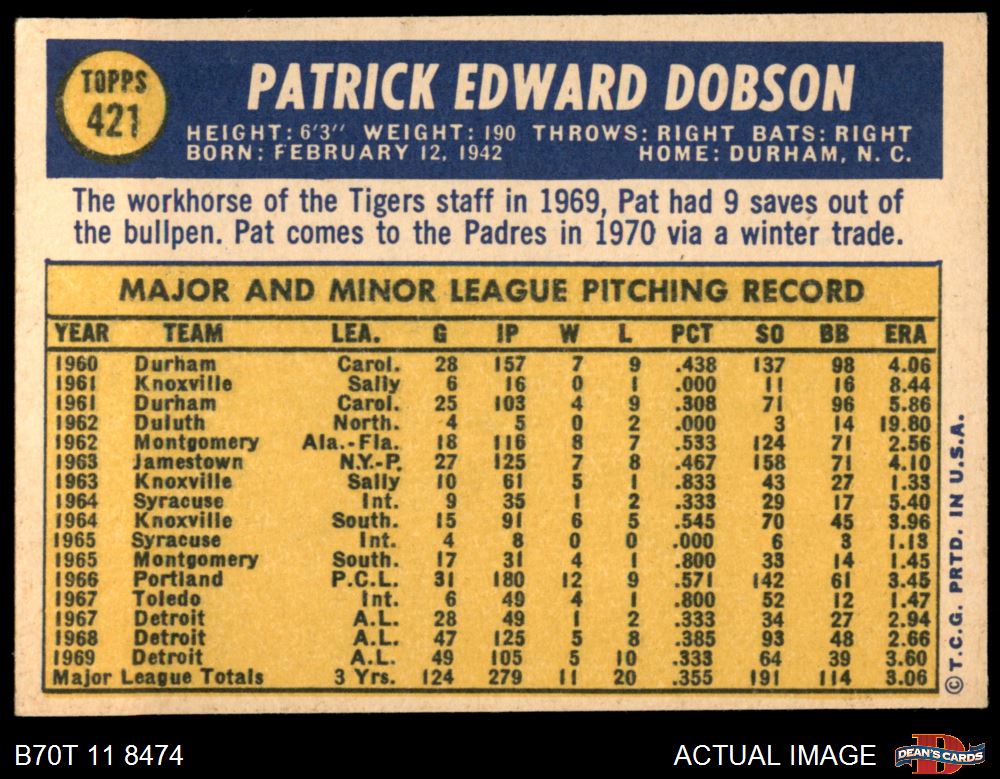 TOPPS
421
PATRICK EDWARD DOBSON
HEIGHT: 6'3" WEIGHT: 190 THROWS: RIGHT BATS: RIGHT
BORN: FEBRUARY 12, 1942 HOME: DURHAM, N. C.
The workhorse of the Tigers staff in 1969, Pat had 9 saves out of
the bullpen. Pat comes to the Padres in 1970 via a winter trade.
MAJOR AND MINOR LEAGUE PITCHING RECORD
YEAR TEAM LEA. G IP W L PCT SO BB ERA
1960 Durham Carol. 28 157 7 9 .438 137 98 4.06
1961 Knoxville Sally 6 16 0 1 .000 11 16 8.44
1961 Durham Carol. 25 103 4 9 .308 71 96 5.86
1962 Duluth North. 4 5 0 2 .000 3 14 19.80
1962 Montgomery Ala.-Fla. 18 116 8 7 .533 124 71 2.56
1963 Jamestown N.Y.-P. 27 125 7 8 .467 158 71 4.10
1963 Knoxville Sally 10 61 5 1 .833 43 27 1.33
1964 Syracuse Int. 9 35 1 2 .333 29 17 5.40
1964 Knoxville South. 15 91 6 5 .545 70 45 3.96
1965 Syracuse Int. 4 8 0 0 .000 6 3 1.13
1965 Montgomery South. 17 31 4 1 .800 33 14 1.45
1966 Portland P.C.L. 31 180 12 9 .571 142 61 3.45
1967 Toledo Int. 6 49 4 1 .800 52 12 1.47
1967 Detroit A.L. 28 49 1 2 .333 34 27 2.94
1968 Detroit A.L. 47 125 5 8 .385 93 48 2.66
1969 Detroit A.L. 49 105 5 10 .333 64 39 3.60
Major League Totals 3 Yrs. 124 279 11 20 .355 191 114 3.06
© T.C.G. PRTD. IN U.S.A.
B70T 11 8474
ACTUAL IMAGE
DEAN'S CARDS